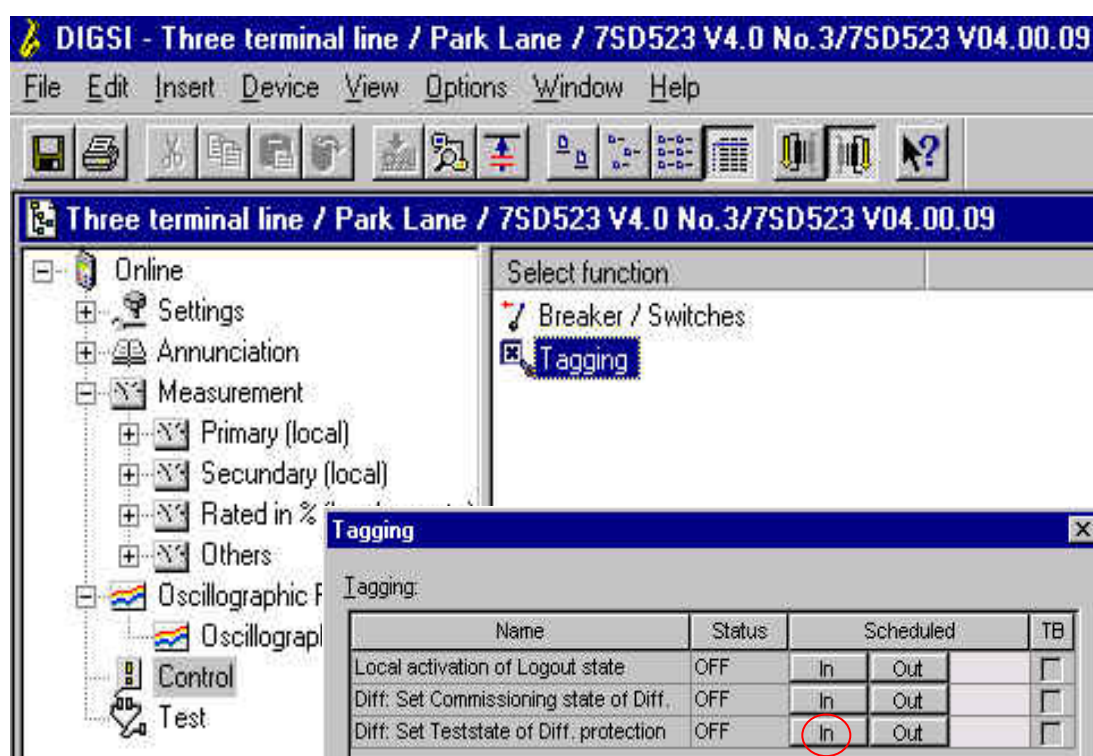 DIGSI - Three terminal line / Park Lane / 7SD523 V4.0 No.3/7SD523 V04.00.09
File Edit Insert Device View Options Window Help
Three terminal line / Park Lane / 7SD523 V4.0 No.3/7SD523 V04.00.09
Online
Settings
Annunciation
Measurement
Primary (local)
Secundary (local)
Rated in %
Others
Oscillographic
Oscillograp
Control
Test
Select function
Breaker / Switches
Tagging
Tagging
Tagging:
Name Status Scheduled TB
Local activation of Logout state OFF In Out
Diff: Set Commissioning state of Diff. OFF In Out
Diff: Set Teststate of Diff. protection OFF In Out